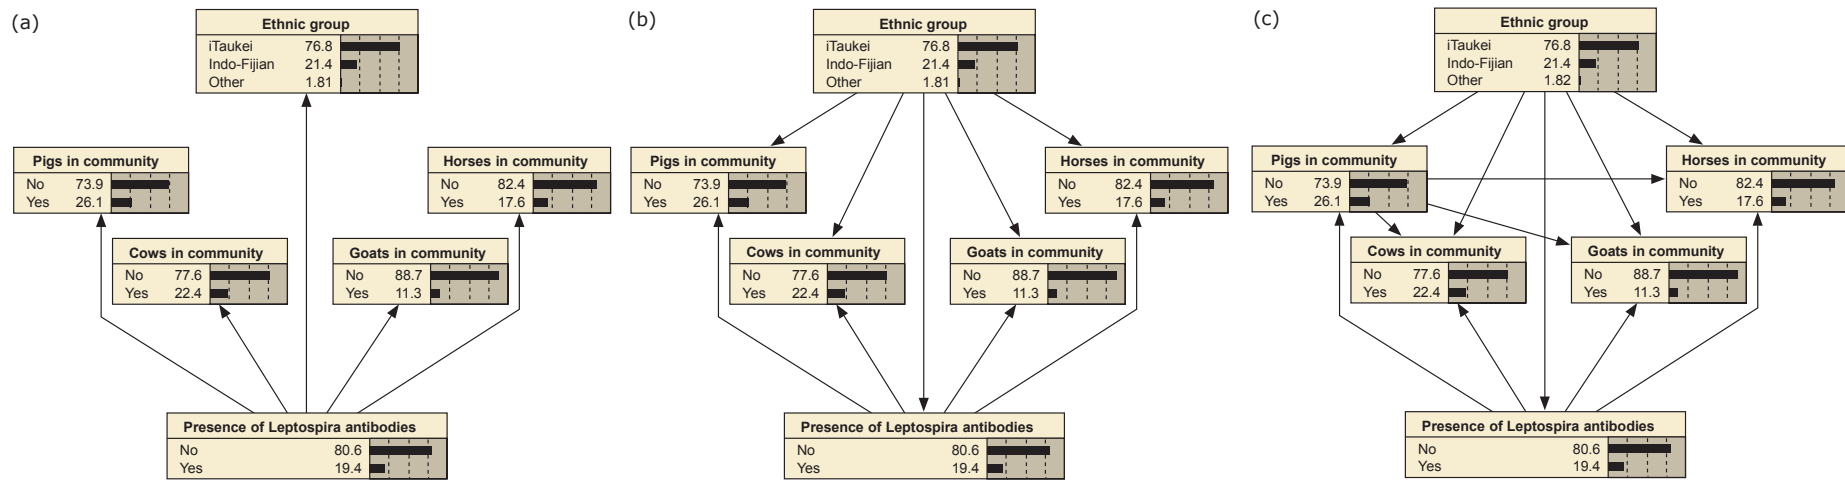 (a)
Ethnic group
iTaukei 76.8
Indo-Fijian 21.4
Other 1.81
Pigs in community
No 73.9
Yes 26.1
Horses in community
No 82.4
Yes 17.6
Cows in community
No 77.6
Yes 22.4
Goats in community
No 88.7
Yes 11.3
Presence of Leptospira antibodies
No 80.6
Yes 19.4
(b)
Ethnic group
iTaukei 76.8
Indo-Fijian 21.4
Other 1.81
Pigs in community
No 73.9
Yes 26.1
Horses in community
No 82.4
Yes 17.6
Cows in community
No 77.6
Yes 22.4
Goats in community
No 88.7
Yes 11.3
Presence of Leptospira antibodies
No 80.6
Yes 19.4
(c)
Ethnic group
iTaukei 76.8
Indo-Fijian 21.4
Other 1.82
Pigs in community
No 73.9
Yes 26.1
Horses in community
No 82.4
Yes 17.6
Cows in community
No 77.6
Yes 22.4
Goats in community
No 88.7
Yes 11.3
Presence of Leptospira antibodies
No 80.6
Yes 19.4